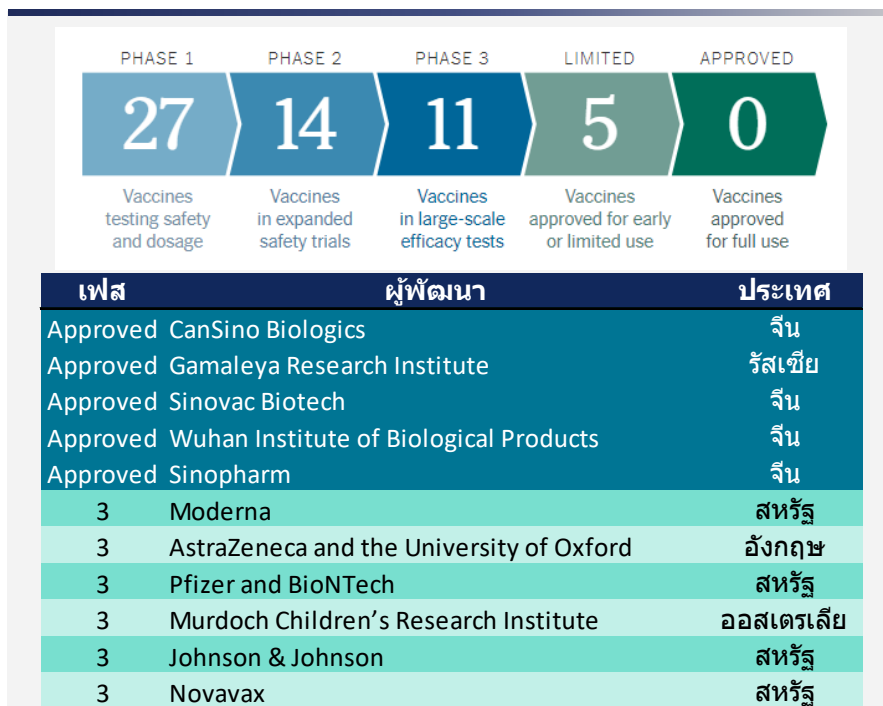 PHASE 1 PHASE 2 PHASE 3 LIMITED APPROVED
27 14 11 5 0
Vaccines Vaccines Vaccines Vaccines Vaccines
testing safety in expanded in large-scale approved for early approved
and dosage safety trials efficacy tests or limited use for full use
เฟส ผู้พัฒนา ประเทศ
Approved CanSino Biologics จีน
Approved Gamaleya Research Institute รัสเซีย
Approved Sinovac Biotech จีน
Approved Wuhan Institute of Biological Products จีน
Approved Sinopharm จีน
3 Moderna สหรัฐ
3 AstraZeneca and the University of Oxford อังกฤษ
3 Pfizer and BioNTech สหรัฐ
3 Murdoch Children’s Research Institute ออสเตรเลีย
3 Johnson & Johnson สหรัฐ
3 Novavax สหรัฐ